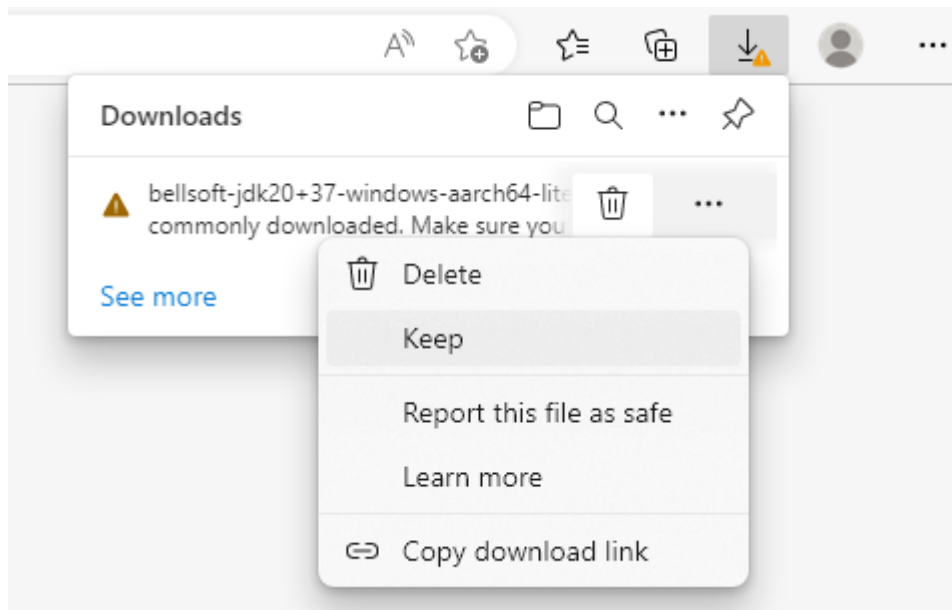 A
Downloads
bellsoft-jdk20+37-windows-aarch64-lite
commonly downloaded. Make sure you
See more
Delete
Keep
Report this file as safe
Learn more
Copy download link